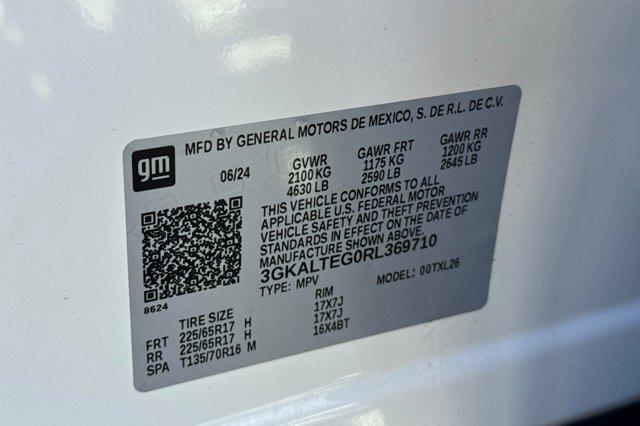 gm
MFD BY GENERAL MOTORS DE MEXICO, S. DE R.L. DE C.V.
06/24 GVWR GAWR FRT GAWR RR
2100 KG 1175 KG 1200 KG
4630 LB 2590 LB 2645 LB
THIS VEHICLE CONFORMS TO ALL
APPLICABLE U.S. FEDERAL MOTOR
VEHICLE SAFETY AND THEFT PREVENTION
STANDARDS IN EFFECT ON THE DATE OF
MANUFACTURE SHOWN ABOVE.
3GKALTEG0RL369710
TYPE: MPV MODEL: 00TXL26
8624
TIRE SIZE RIM
FRT 225/65R17 H 17X7J
RR 225/65R17 H 17X7J
SPA T135/70R16 M 16X4BT